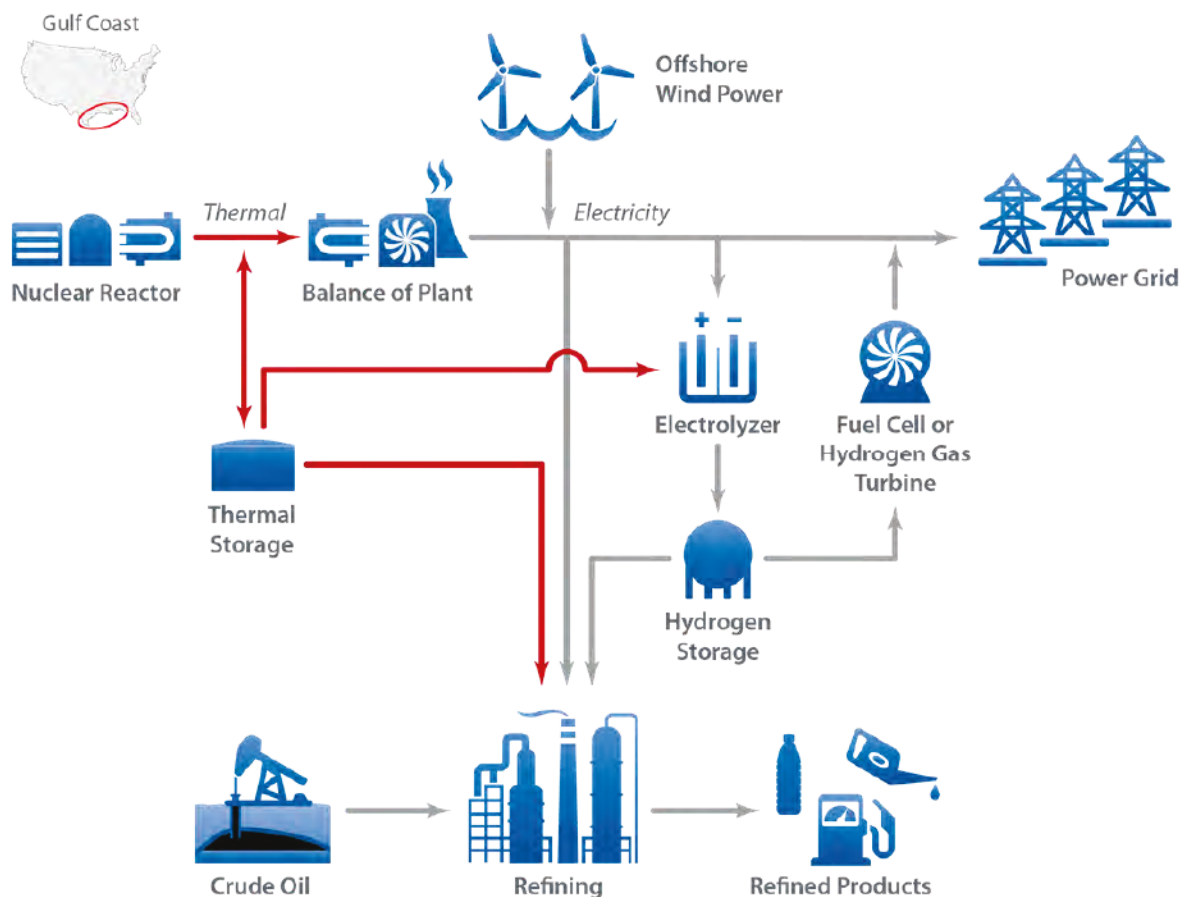 Gulf Coast
Offshore
Wind Power
Thermal
Electricity
Nuclear Reactor
Balance of Plant
Power Grid
+ −
Electrolyzer
Fuel Cell or
Hydrogen Gas
Turbine
Thermal
Storage
Hydrogen
Storage
Crude Oil
Refining
Refined Products